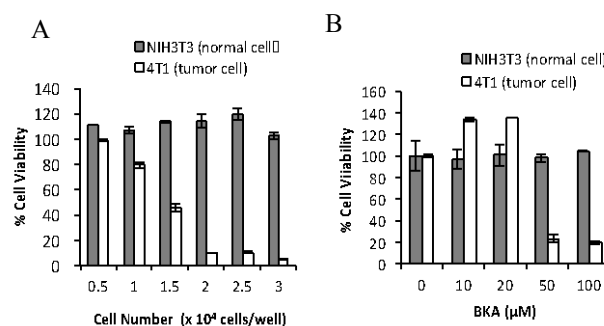 A
NIH3T3 (normal cell
4T1 (tumor cell)
% Cell Viability
140
120
100
80
60
40
20
0
0.5 1 1.5 2 2.5 3
Cell Number (x 10⁴ cells/well)
B
NIH3T3 (normal cell)
4T1 (tumor cell)
% Cell Viiability
160
140
120
100
80
60
40
20
0
0 10 20 50 100
BKA (µM)